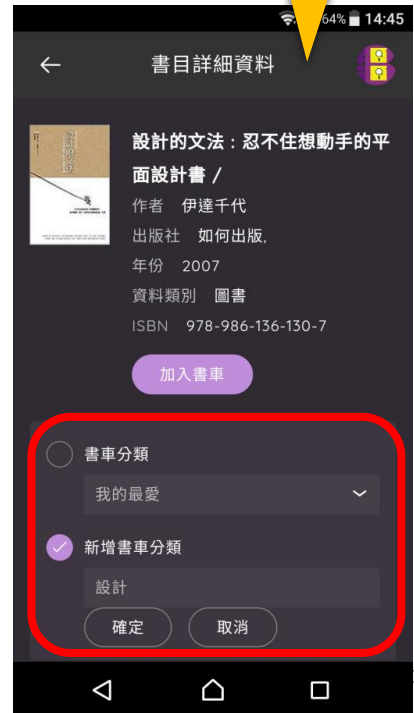 64% 14:45
書目詳細資料
設計的文法：忍不住想動手的平
面設計書 /
作者 伊達千代
出版社 如何出版,
年份 2007
資料類別 圖書
ISBN 978-986-136-130-7
加入書車
書車分類
我的最愛
新增書車分類
設計
確定 取消